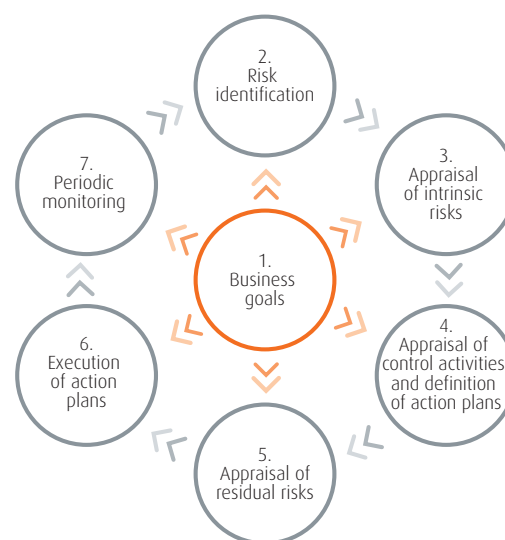 2.
Risk
identification
3.
Appraisal
of intrinsic
risks
7.
Periodic
monitoring
1.
Business
goals
4.
Appraisal of
control activities
and definition
of action plans
6.
Execution
of action
plans
5.
Appraisal of
residual risks